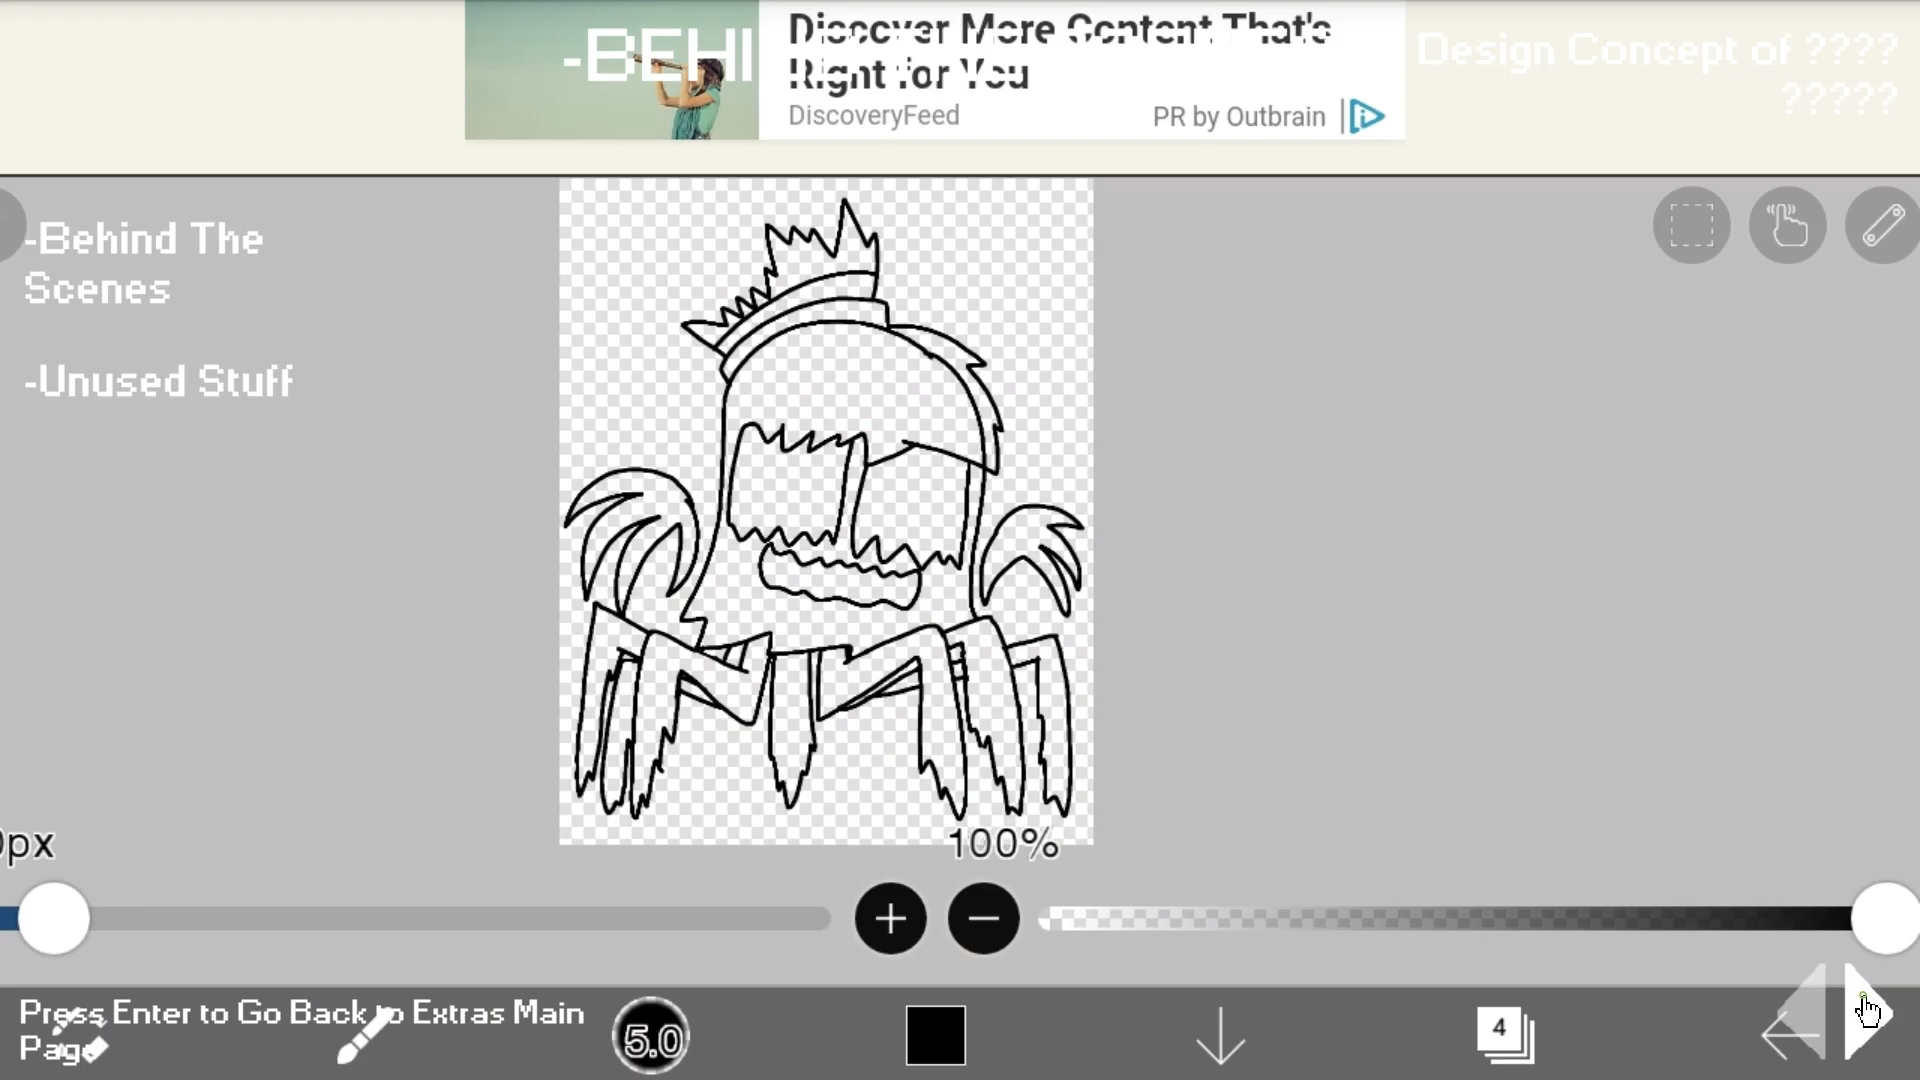 Discover More Content That's
Right for You
DiscoveryFeed
PR by Outbrain
-BEHI
Design Concept of ????
?????
-Behind The
Scenes
-Unused Stuff
px
100%
Press Enter to Go Back to Extras Main
Page
5.0
4